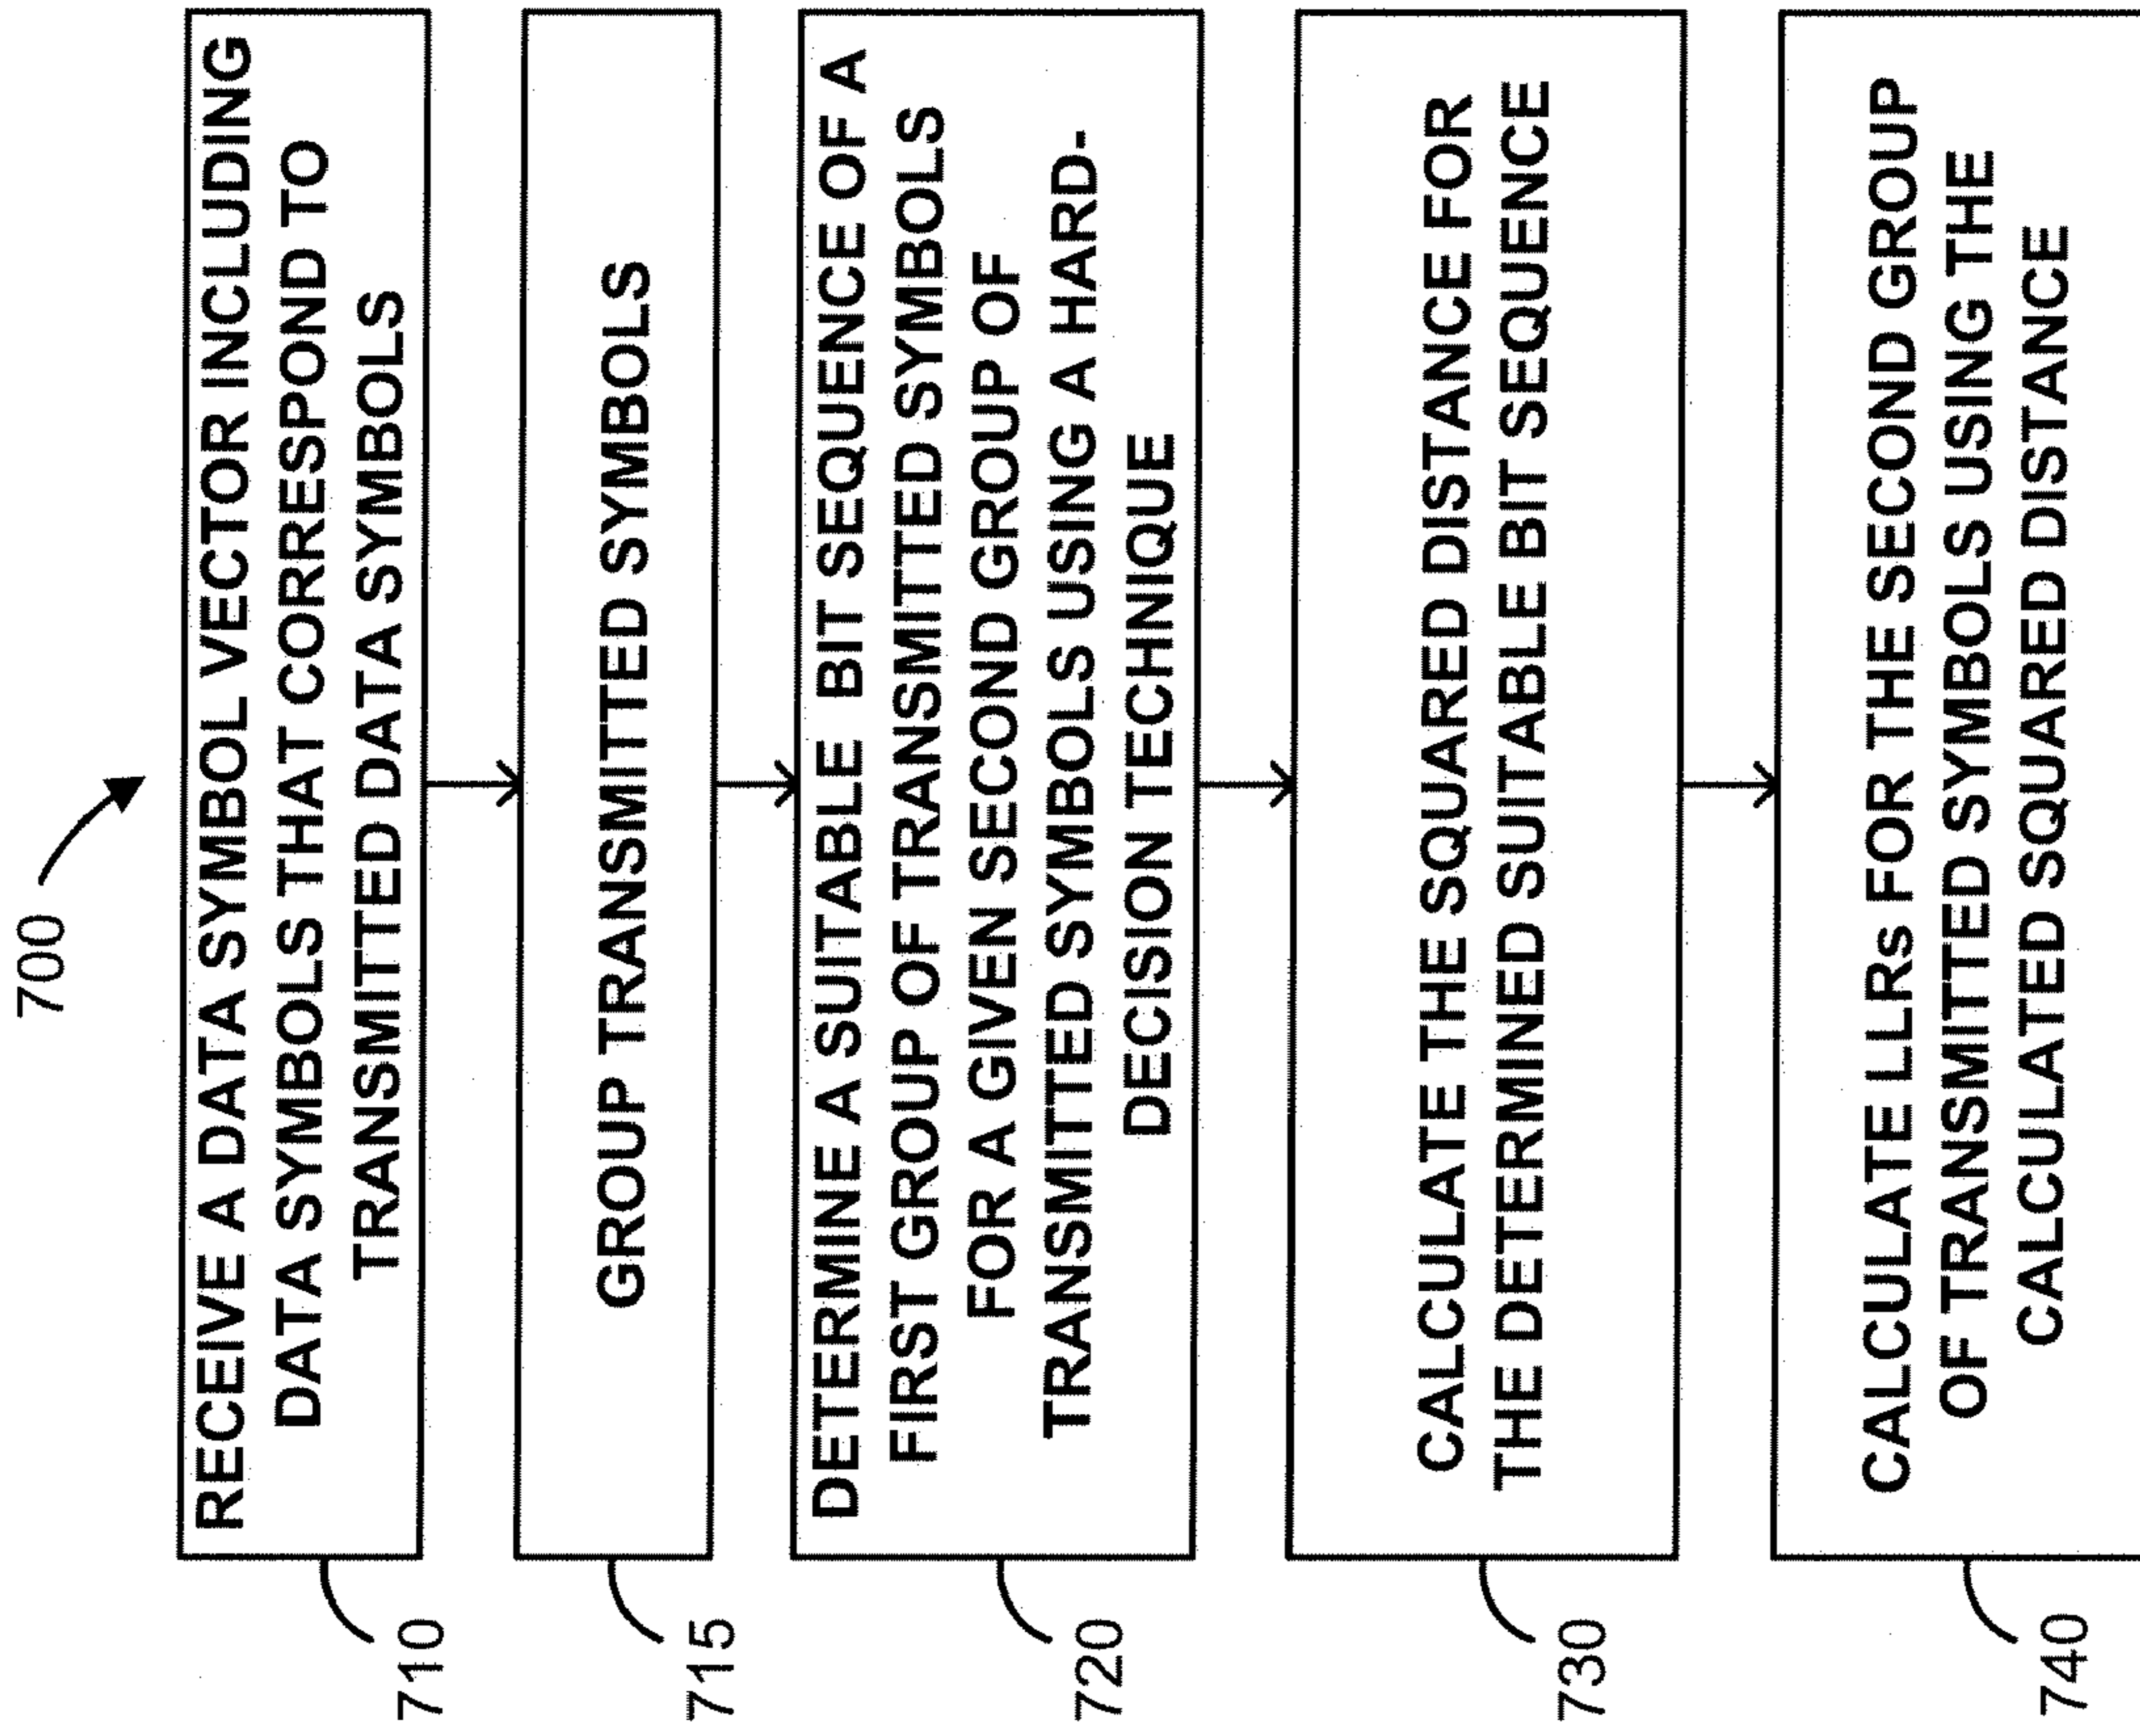 700
710
RECEIVE A DATA SYMBOL VECTOR INCLUDING
DATA SYMBOLS THAT CORRESPOND TO
TRANSMITTED DATA SYMBOLS
715
GROUP TRANSMITTED SYMBOLS
720
DETERMINE A SUITABLE BIT SEQUENCE OF A
FIRST GROUP OF TRANSMITTED SYMBOLS
FOR A GIVEN SECOND GROUP OF
TRANSMITTED SYMBOLS USING A HARD-
DECISION TECHNIQUE
730
CALCULATE THE SQUARED DISTANCE FOR
THE DETERMINED SUITABLE BIT SEQUENCE
740
CALCULATE LLRs FOR THE SECOND GROUP
OF TRANSMITTED SYMBOLS USING THE
CALCULATED SQUARED DISTANCE